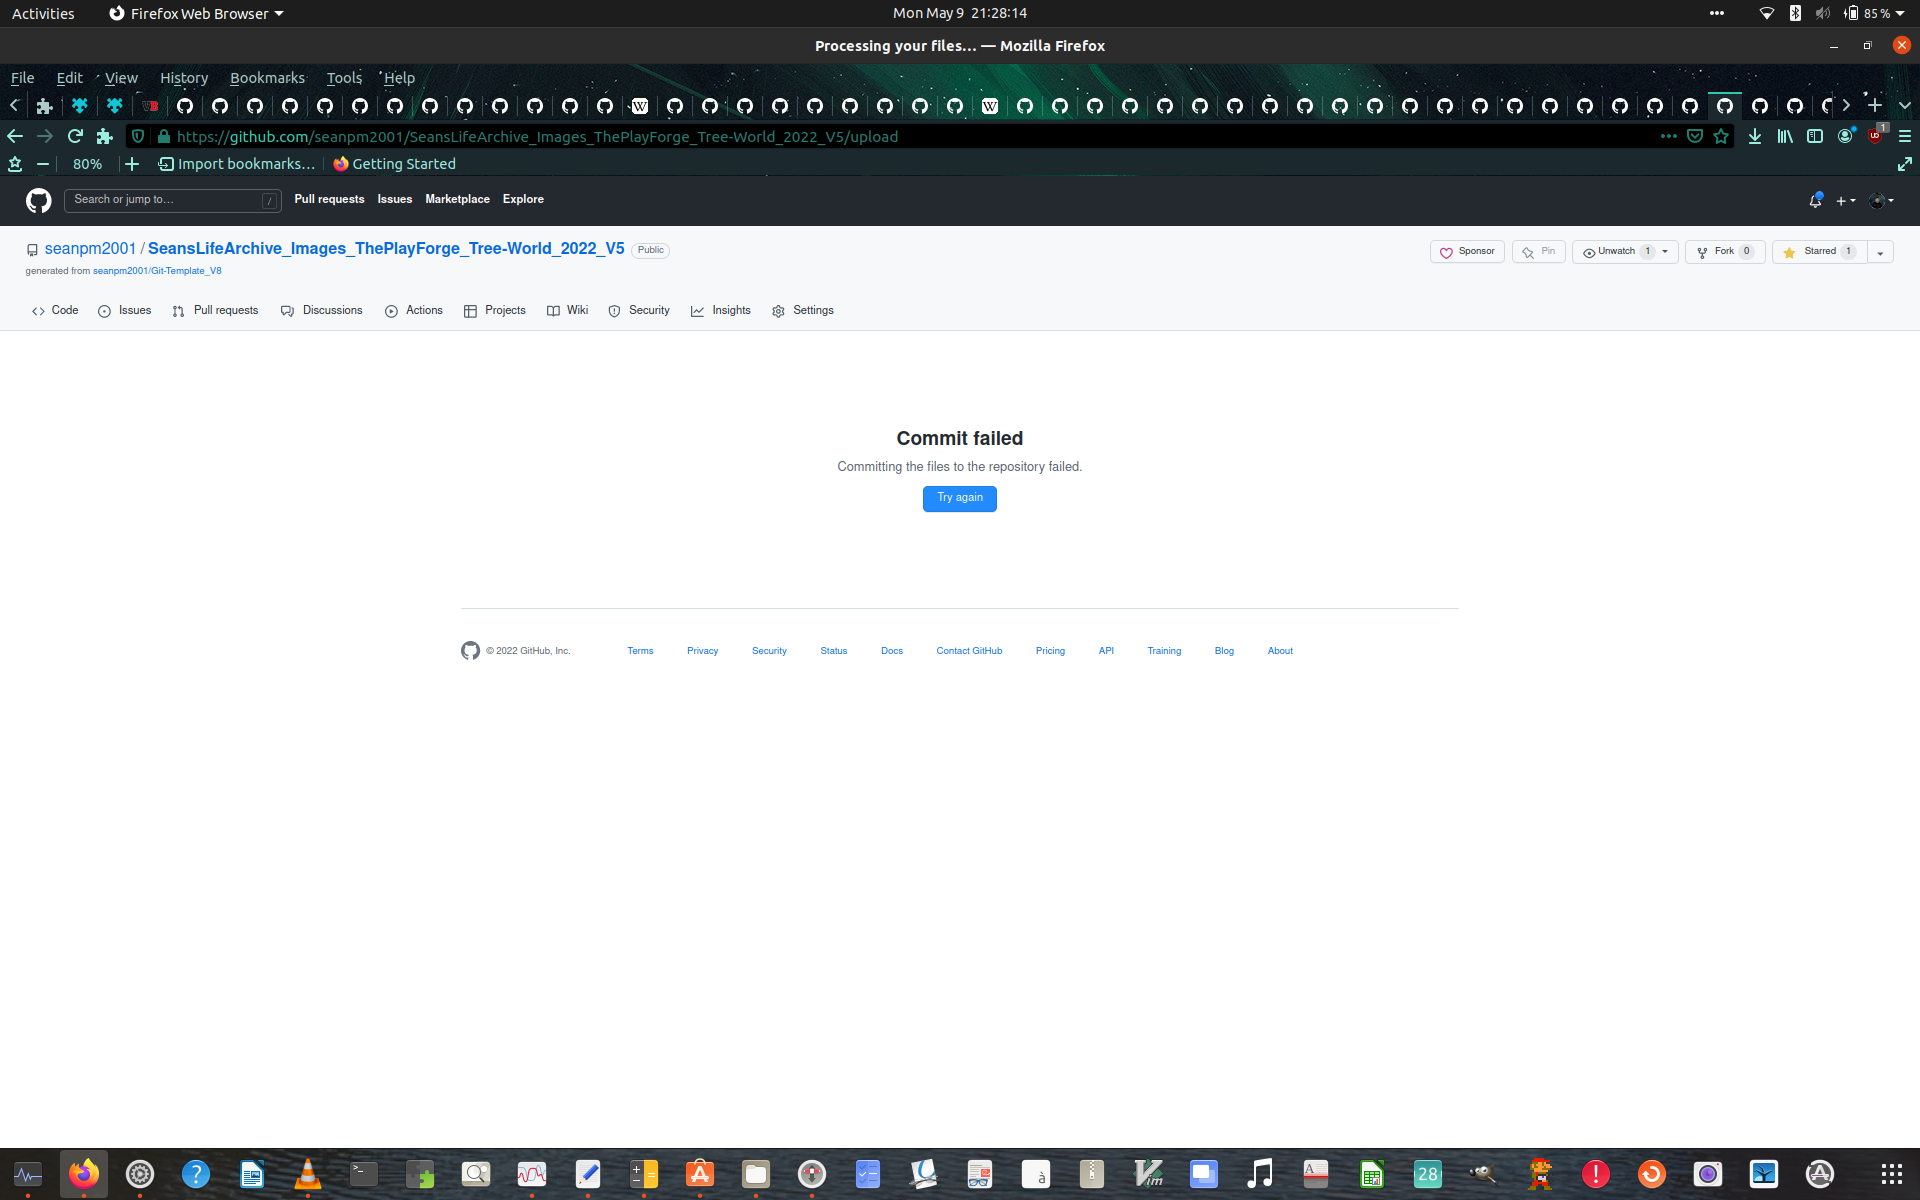 Activities Firefox Web Browser Mon May 9 21:28:14 85 %
Processing your files… — Mozilla Firefox
File Edit View History Bookmarks Tools Help
https://github.com/seanpm2001/SeansLifeArchive_Images_ThePlayForge_Tree-World_2022_V5/upload 1
80% Import bookmarks… Getting Started
Search or jump to… / Pull requests Issues Marketplace Explore
seanpm2001 / SeansLifeArchive_Images_ThePlayForge_Tree-World_2022_V5 Public Sponsor Pin Unwatch 1 Fork 0 Starred 1
generated from seanpm2001/Git-Template_V8
Code Issues Pull requests Discussions Actions Projects Wiki Security Insights Settings
Commit failed
Committing the files to the repository failed.
Try again
© 2022 GitHub, Inc. Terms Privacy Security Status Docs Contact GitHub Pricing API Training Blog About
28